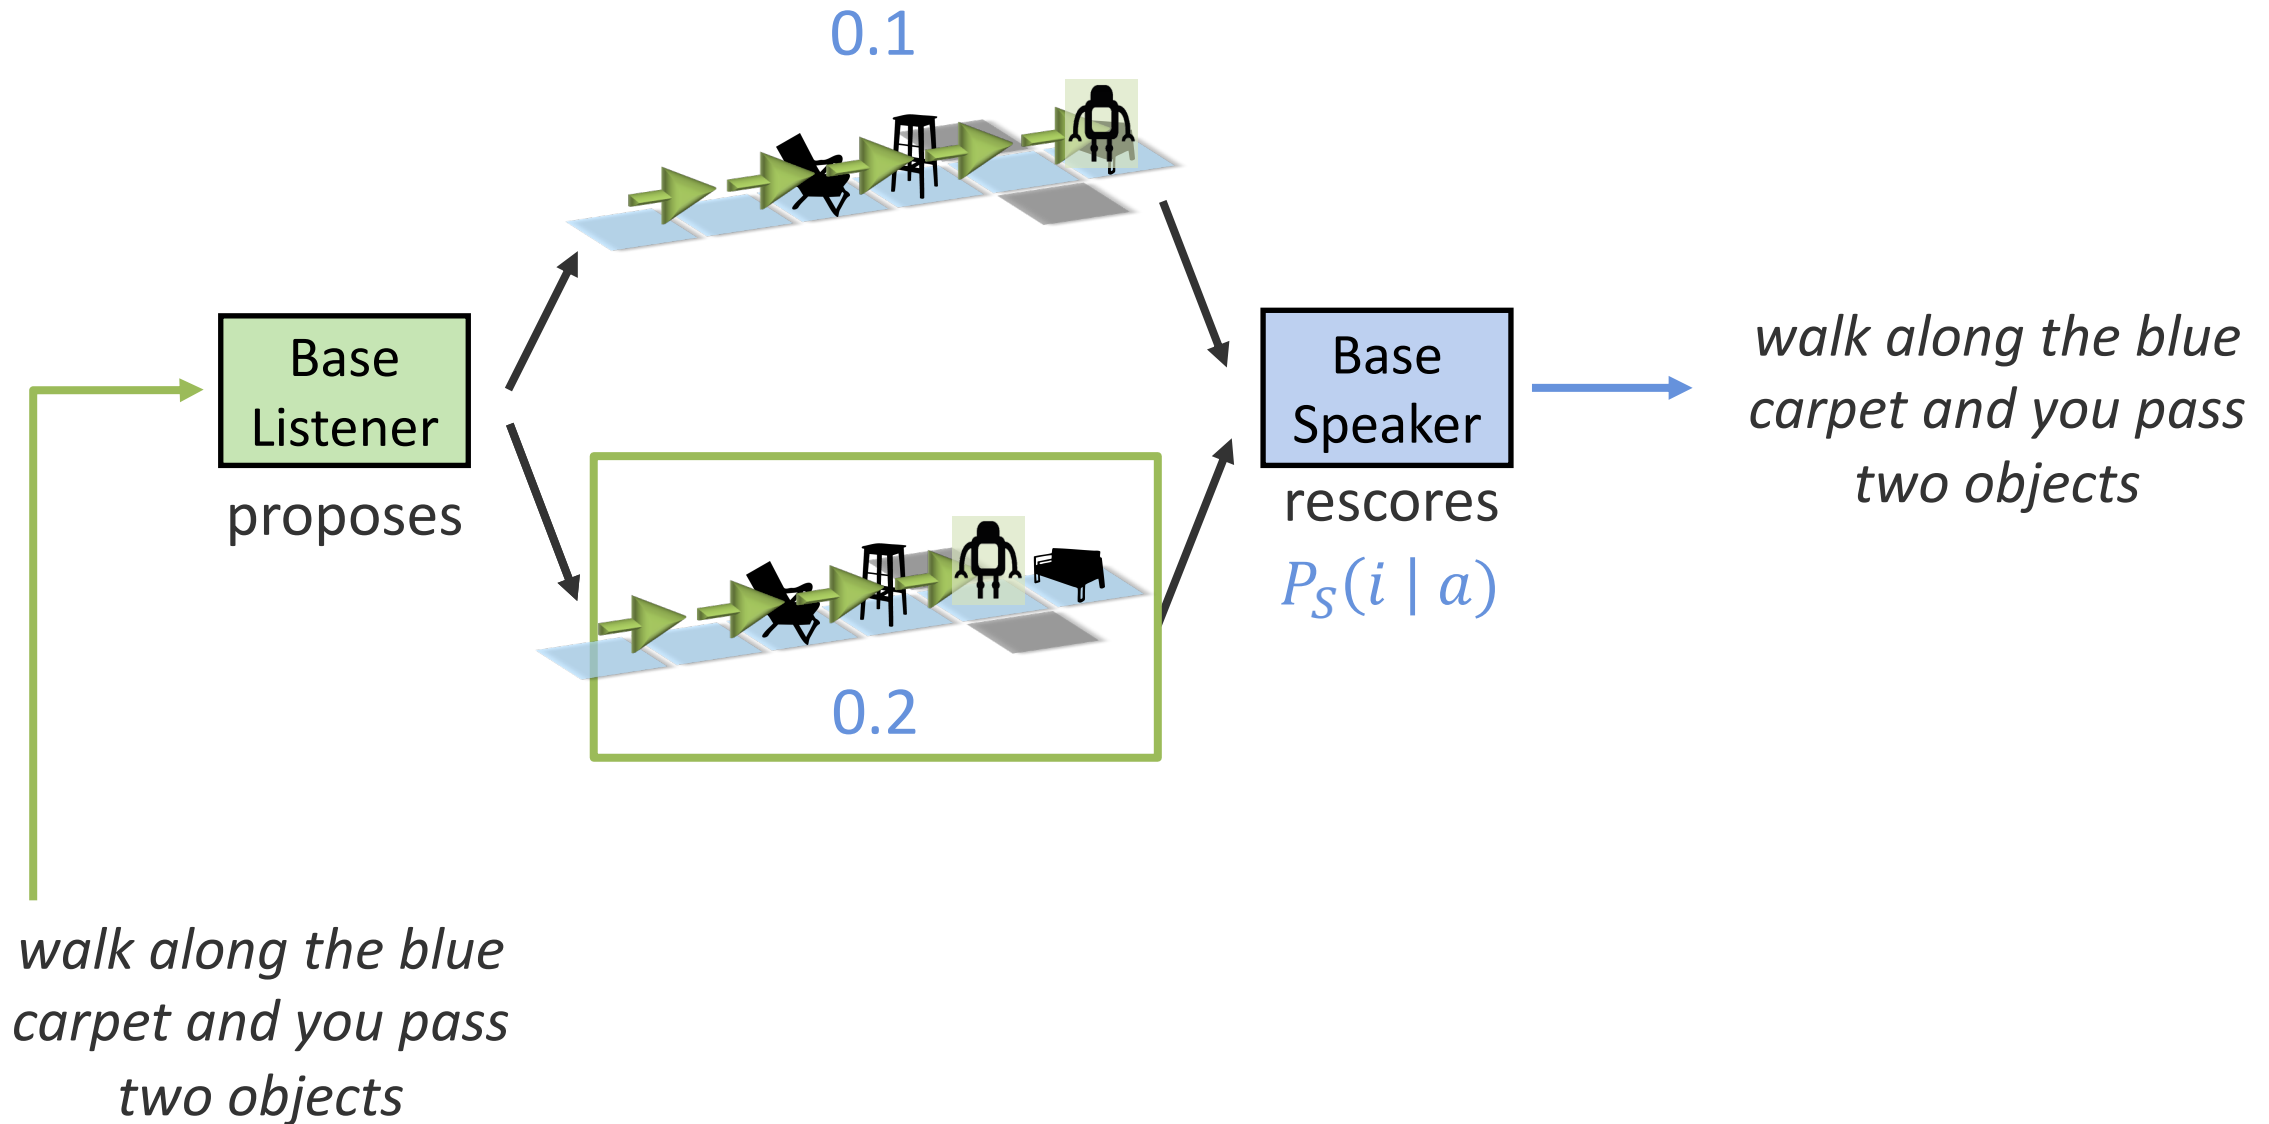 0.1
Base
Listener
proposes
Base
Speaker
rescores
P_S(i | a)
walk along the blue
carpet and you pass
two objects
0.2
walk along the blue
carpet and you pass
two objects